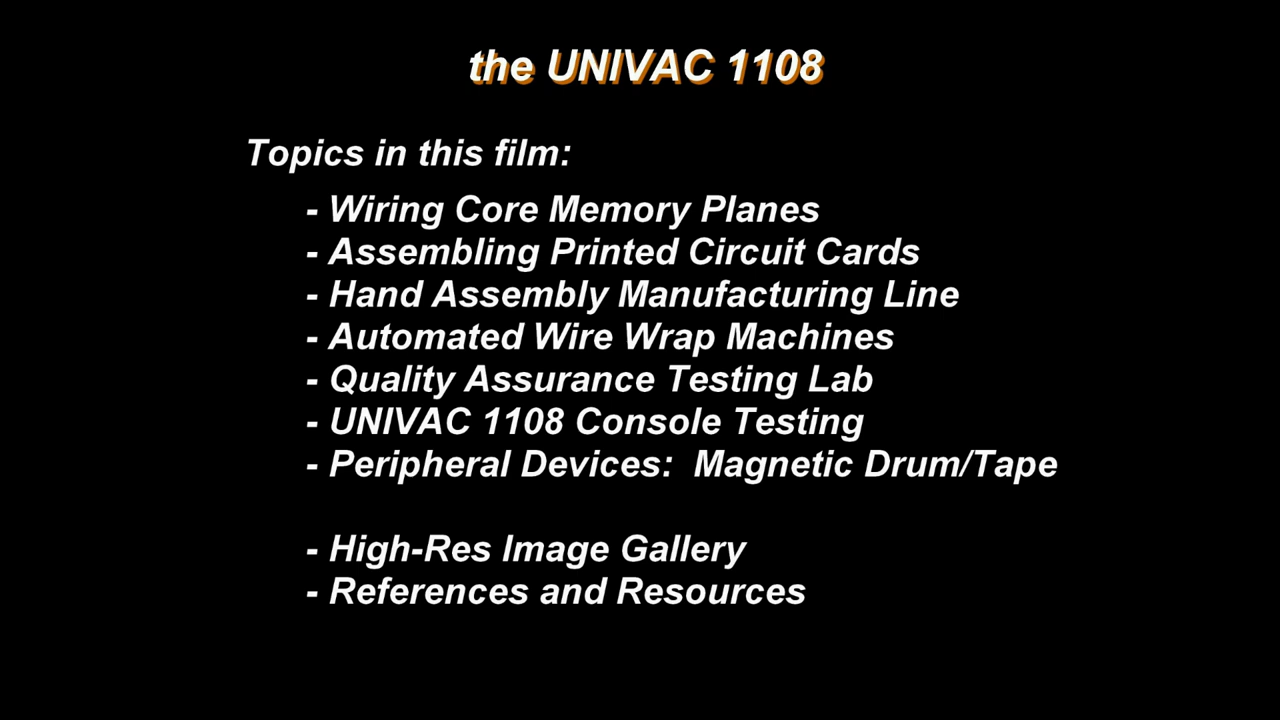 the UNIVAC 1108
Topics in this film:
- Wiring Core Memory Planes
- Assembling Printed Circuit Cards
- Hand Assembly Manufacturing Line
- Automated Wire Wrap Machines
- Quality Assurance Testing Lab
- UNIVAC 1108 Console Testing
- Peripheral Devices:  Magnetic Drum/Tape
- High-Res Image Gallery
- References and Resources